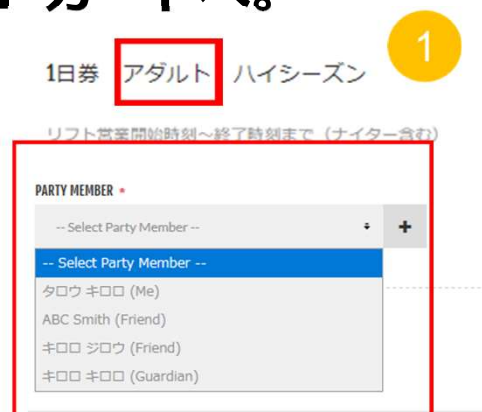 1日券 アダルト ハイシーズン
1
リフト営業開始時刻～終了時刻まで（ナイター含む）
PARTY MEMBER *
-- Select Party Member --
+
-- Select Party Member --
タロウ キロロ (Me)
ABC Smith (Friend)
キロロ ジロウ (Friend)
キロロ キロロ (Guardian)